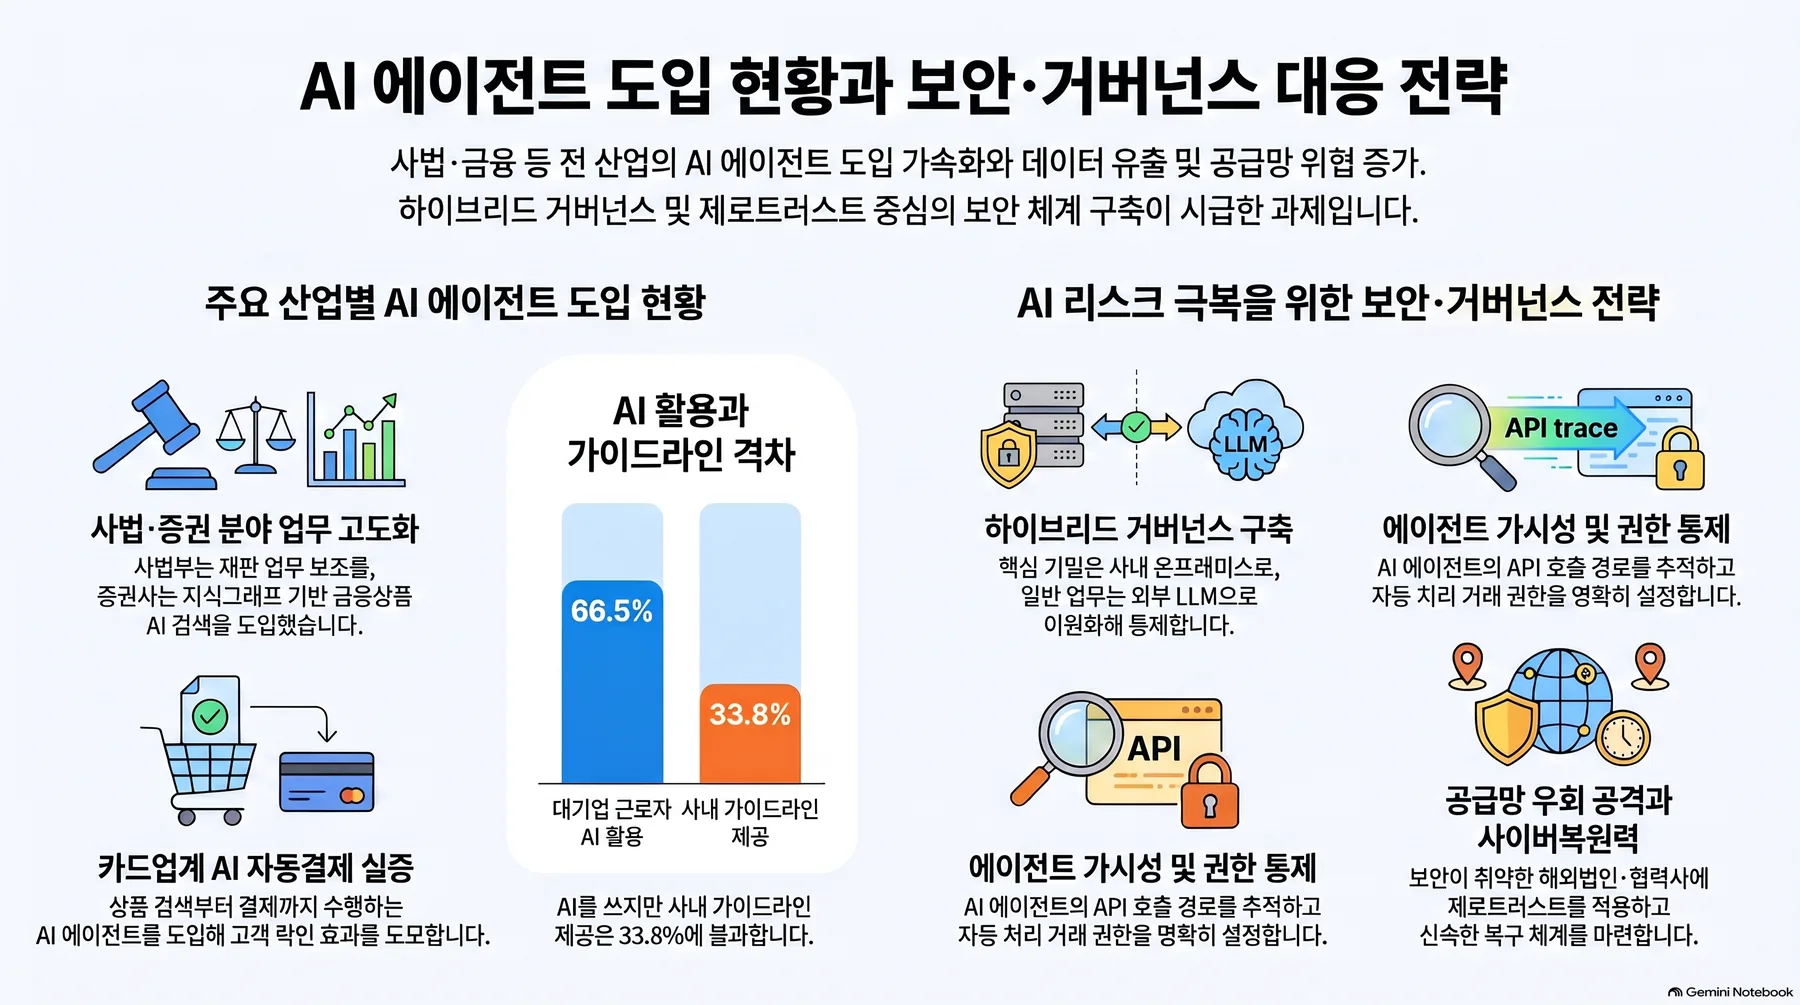 AI 에이전트 도입 현황과 보안·거버넌스 대응 전략
사법·금융 등 전 산업의 AI 에이전트 도입 가속화와 데이터 유출 및 공급망 위협 증가.
하이브리드 거버넌스 및 제로트러스트 중심의 보안 체계 구축이 시급한 과제입니다.
주요 산업별 AI 에이전트 도입 현황
사법·증권 분야 업무 고도화
사법부는 재판 업무 보조를,
증권사는 지식그래프 기반 금융상품
AI 검색을 도입했습니다.
카드업계 AI 자동결제 실증
상품 검색부터 결제까지 수행하는
AI 에이전트를 도입해 고객 락인 효과를 도모합니다.
AI 활용과
가이드라인 격차
66.5%
33.8%
대기업 근로자
AI 활용
사내 가이드라인
제공
AI를 쓰지만 사내 가이드라인
제공은 33.8%에 불과합니다.
AI 리스크 극복을 위한 보안·거버넌스 전략
LLM
하이브리드 거버넌스 구축
핵심 기밀은 사내 온프래미스로,
일반 업무는 외부 LLM으로
이원화해 통제합니다.
API trace
에이전트 가시성 및 권한 통제
AI 에이전트의 API 호출 경로를 추적하고
자동 처리 거래 권한을 명확히 설정합니다.
API
에이전트 가시성 및 권한 통제
AI 에이전트의 API 호출 경로를 추적하고
자동 처리 거래 권한을 명확히 설정합니다.
공급망 우회 공격과
사이버복원력
보안이 취약한 해외법인·협력사에
제로트러스트를 적용하고
신속한 복구 체계를 마련합니다.
Gemini Notebook